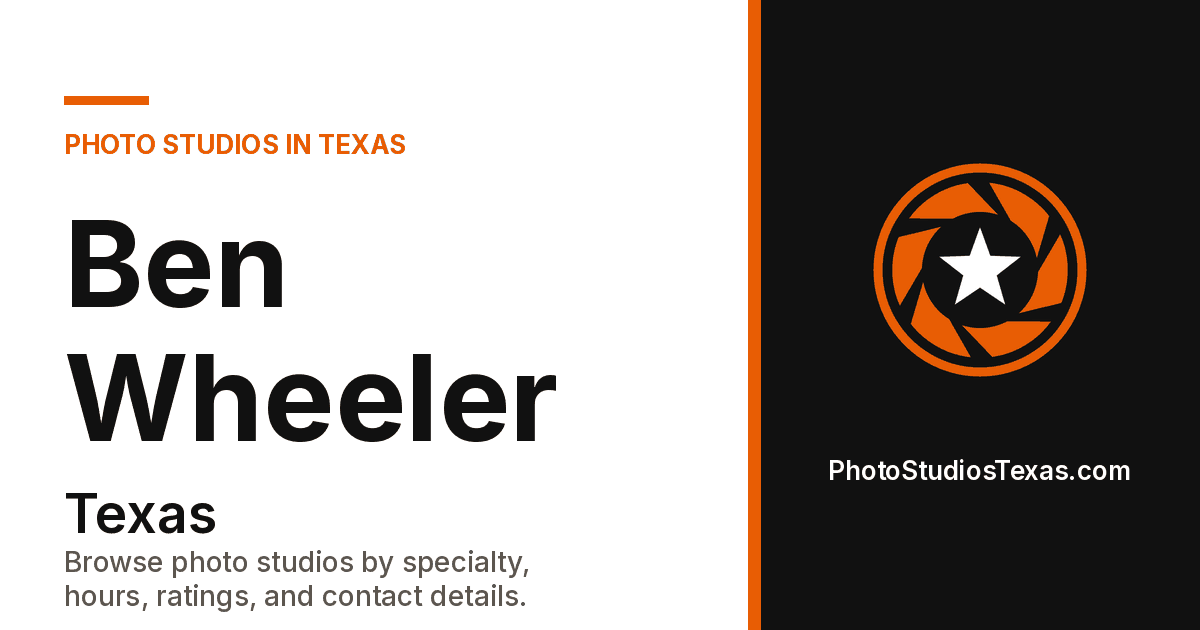 PHOTO STUDIOS IN TEXAS
Ben
Wheeler
Texas
Browse photo studios by specialty,
hours, ratings, and contact details.
PhotoStudiosTexas.com